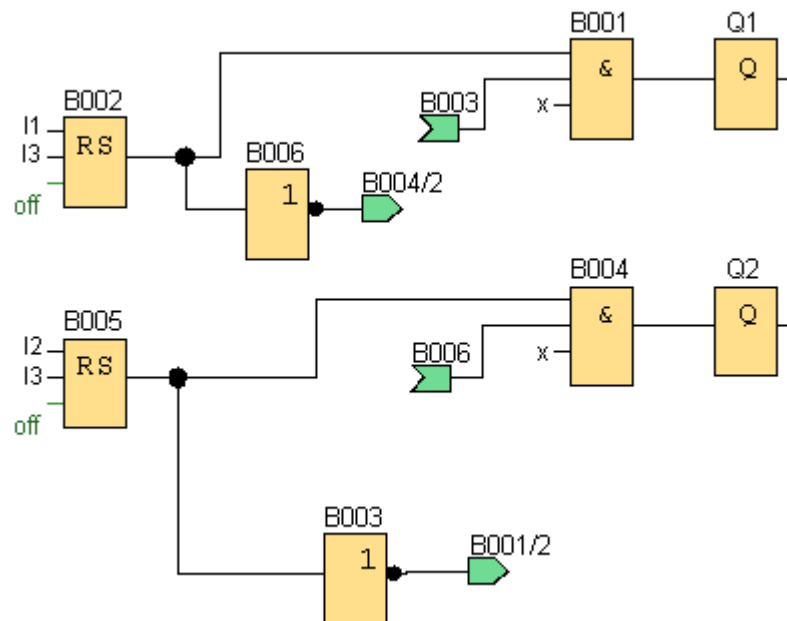 B001
Q1
&
Q
B002
B003
x
I1
RS
I3
B006
1
B004/2
off
B004
Q2
&
Q
B005
B006
x
I2
RS
I3
off
B003
1
B001/2